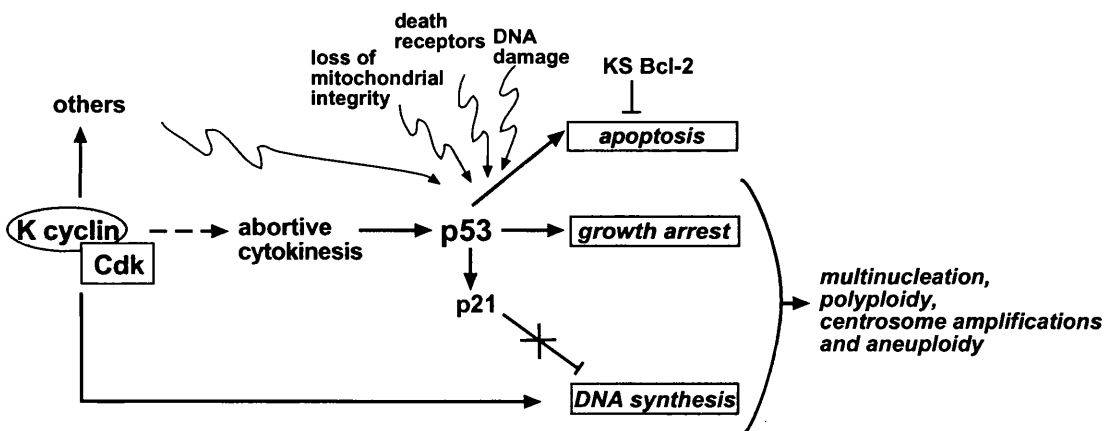 death
receptors
DNA
damage
loss of
mitochondrial
integrity
KS Bcl-2
others
apoptosis
K cyclin
Cdk
abortive
cytokinesis
p53
growth arrest
p21
multinucleation,
polyploidy,
centrosome amplifications
and aneuploidy
DNA synthesis